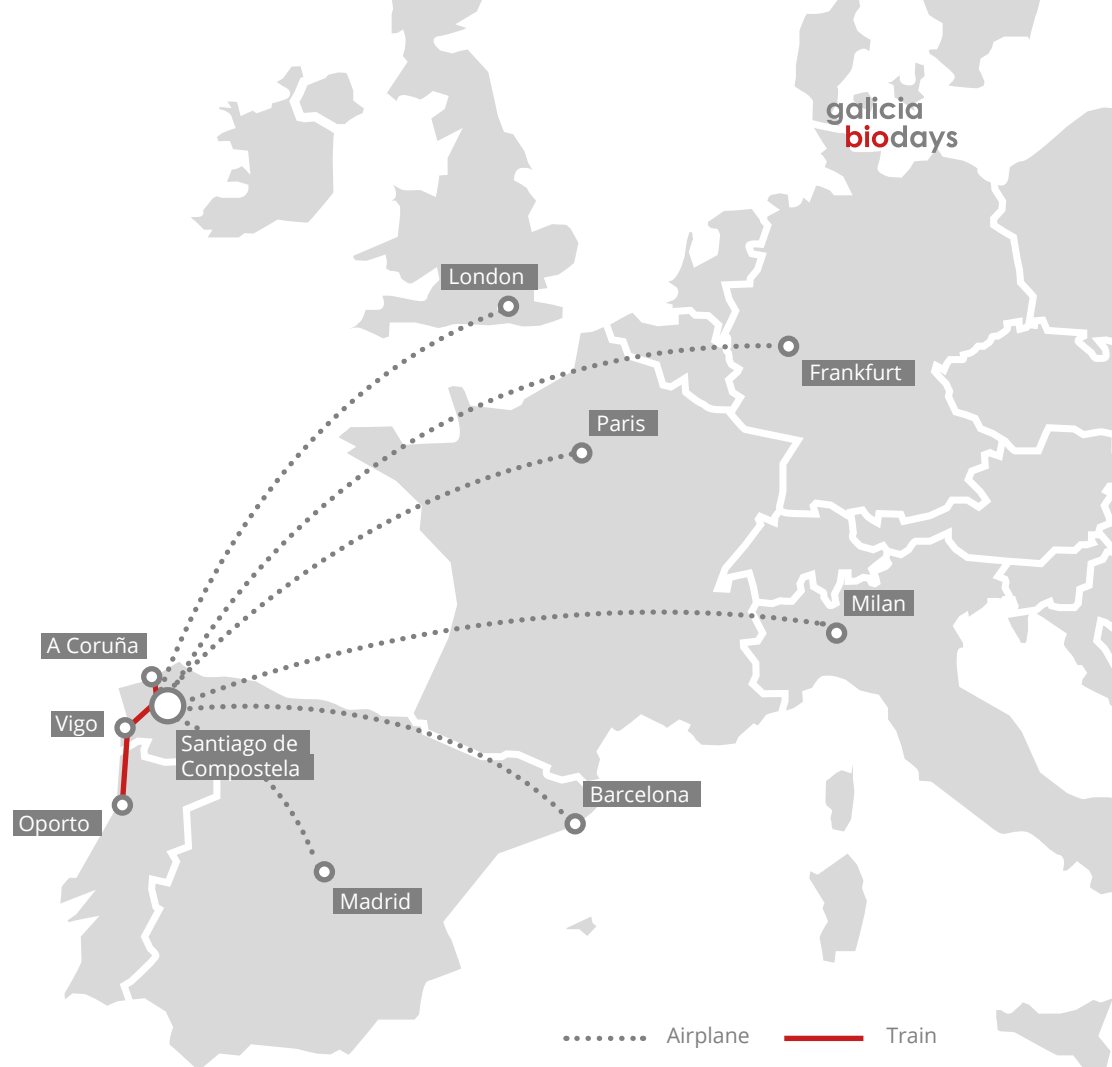 galicia
biodays
London
Frankfurt
Paris
Milan
A Coruña
Vigo
Santiago de
Compostela
Barcelona
Oporto
Madrid
Airplane
Train